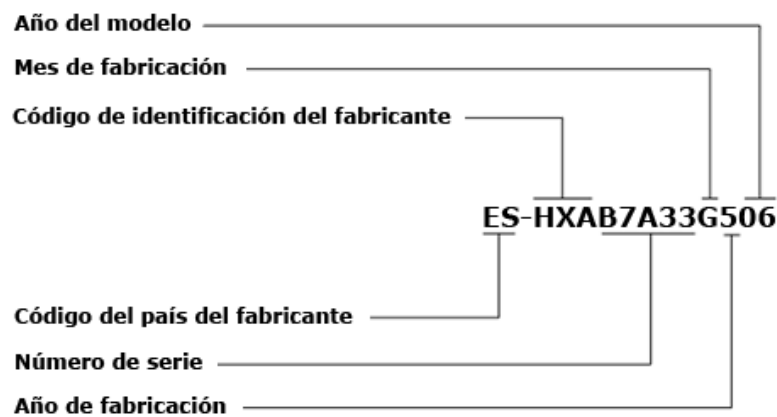 Año del modelo
Mes de fabricación
Código de identificación del fabricante
ES-HXAB7A33G506
Código del país del fabricante
Número de serie
Año de fabricación